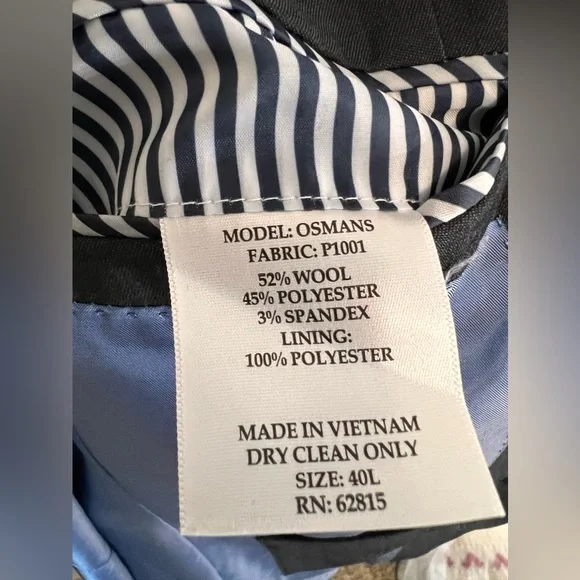 MODEL: OSMANS
FABRIC: P1001
52% WOOL
45% POLYESTER
3% SPANDEX
LINING:
100% POLYESTER
MADE IN VIETNAM
DRY CLEAN ONLY
SIZE: 40L
RN: 62815